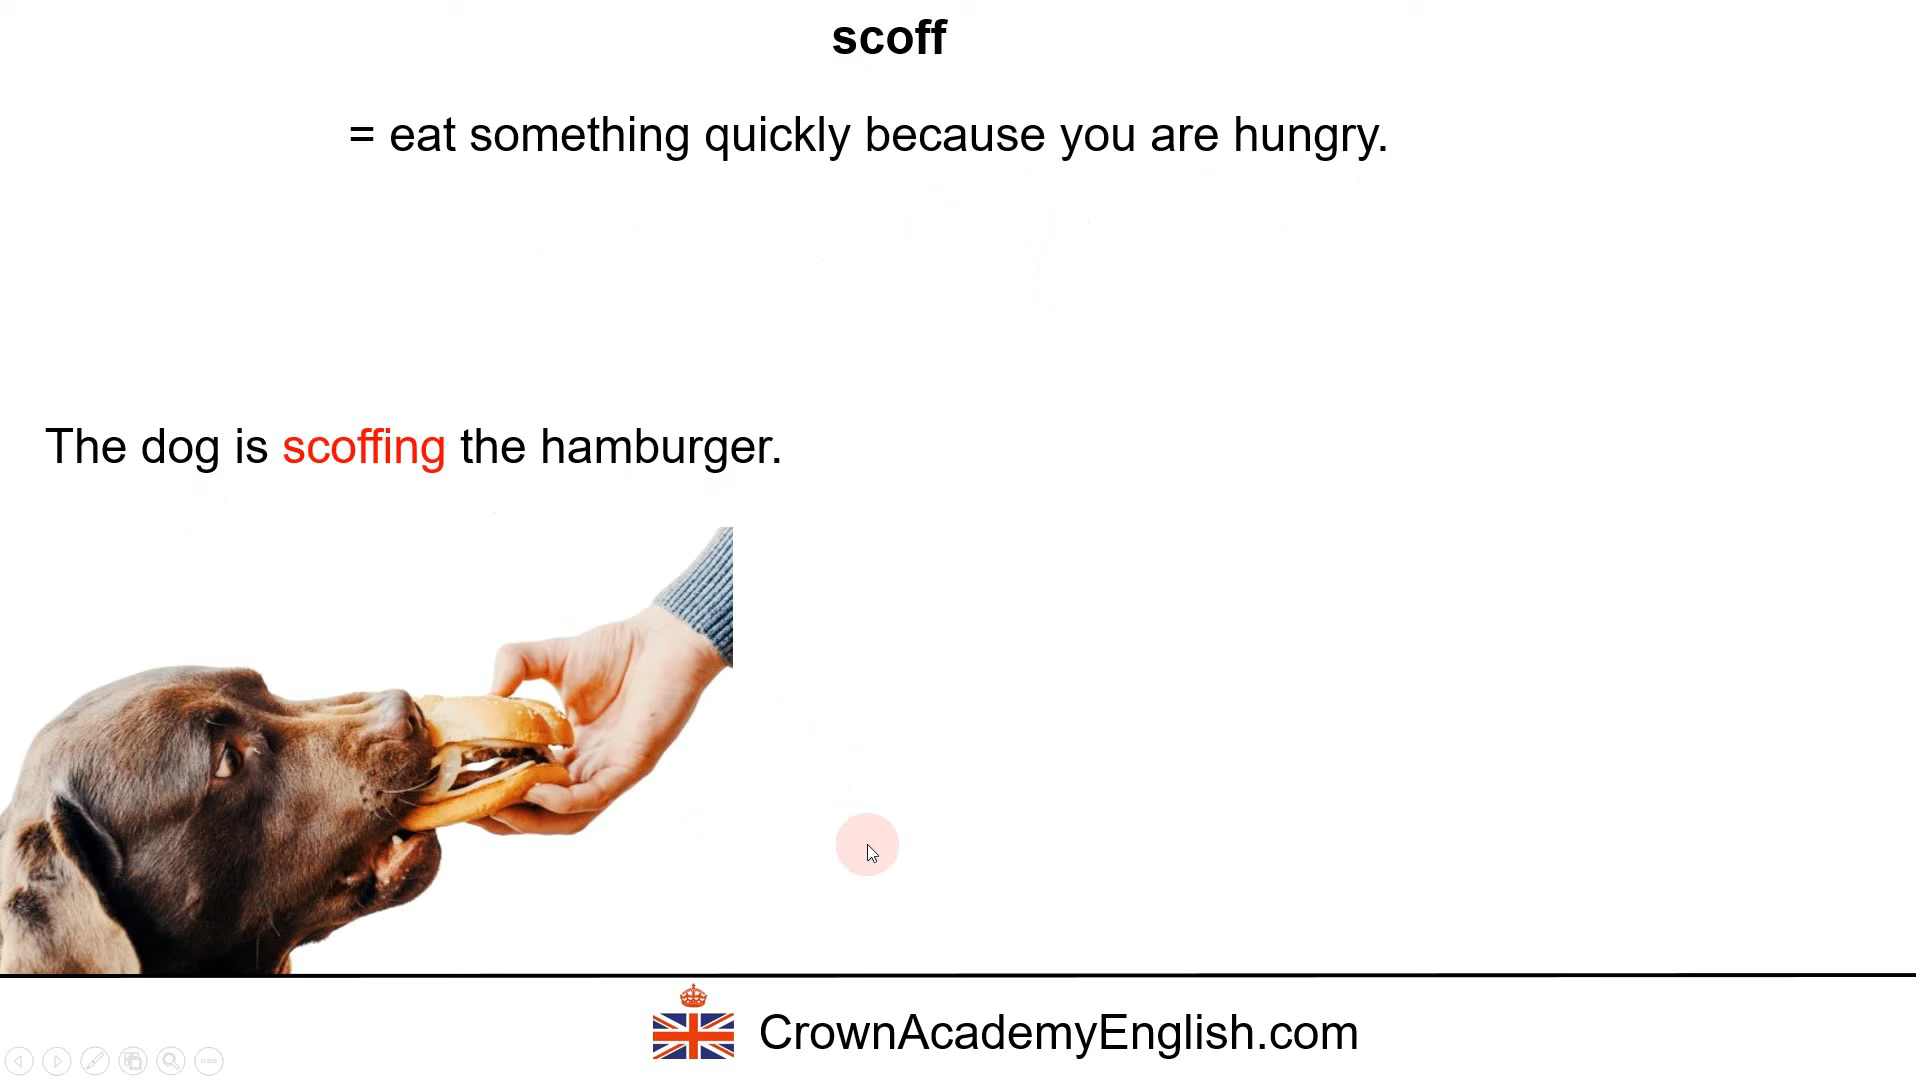 scoff
= eat something quickly because you are hungry.
The dog is scoffing the hamburger.
CrownAcademyEnglish.com